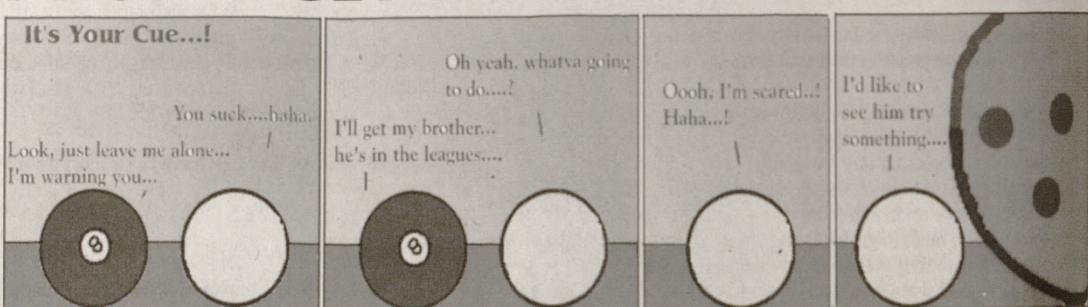 It's Your Cue...!
You suck....haha.
Look, just leave me alone...
I'm warning you...
8
Oh yeah, whatya going
to do....?
I'll get my brother...
he's in the leagues....
8
Oooh, I'm scared..!
Haha...!
I'd like to
see him try
something....